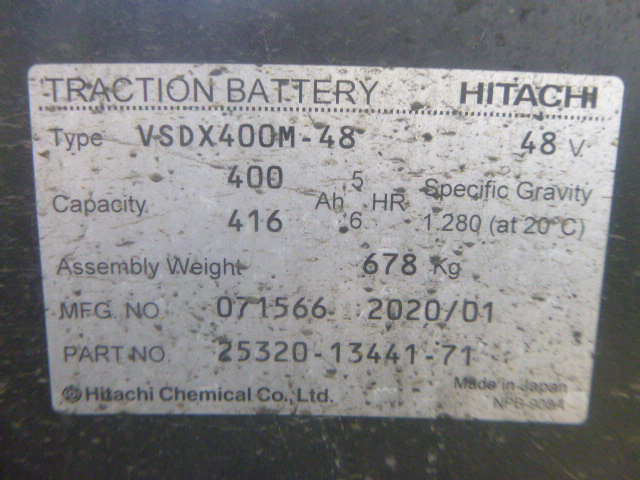 TRACTION BATTERY HITACHI
Type VSDX400M-48 48 V
400 5
Capacity Ah HR Specific Gravity
416 6 1.280 (at 20°C)
Assembly Weight 678 Kg
MFG. NO. 071566 2020/01
PART NO. 25320-13441-71
Made in Japan
Hitachi Chemical Co., Ltd.